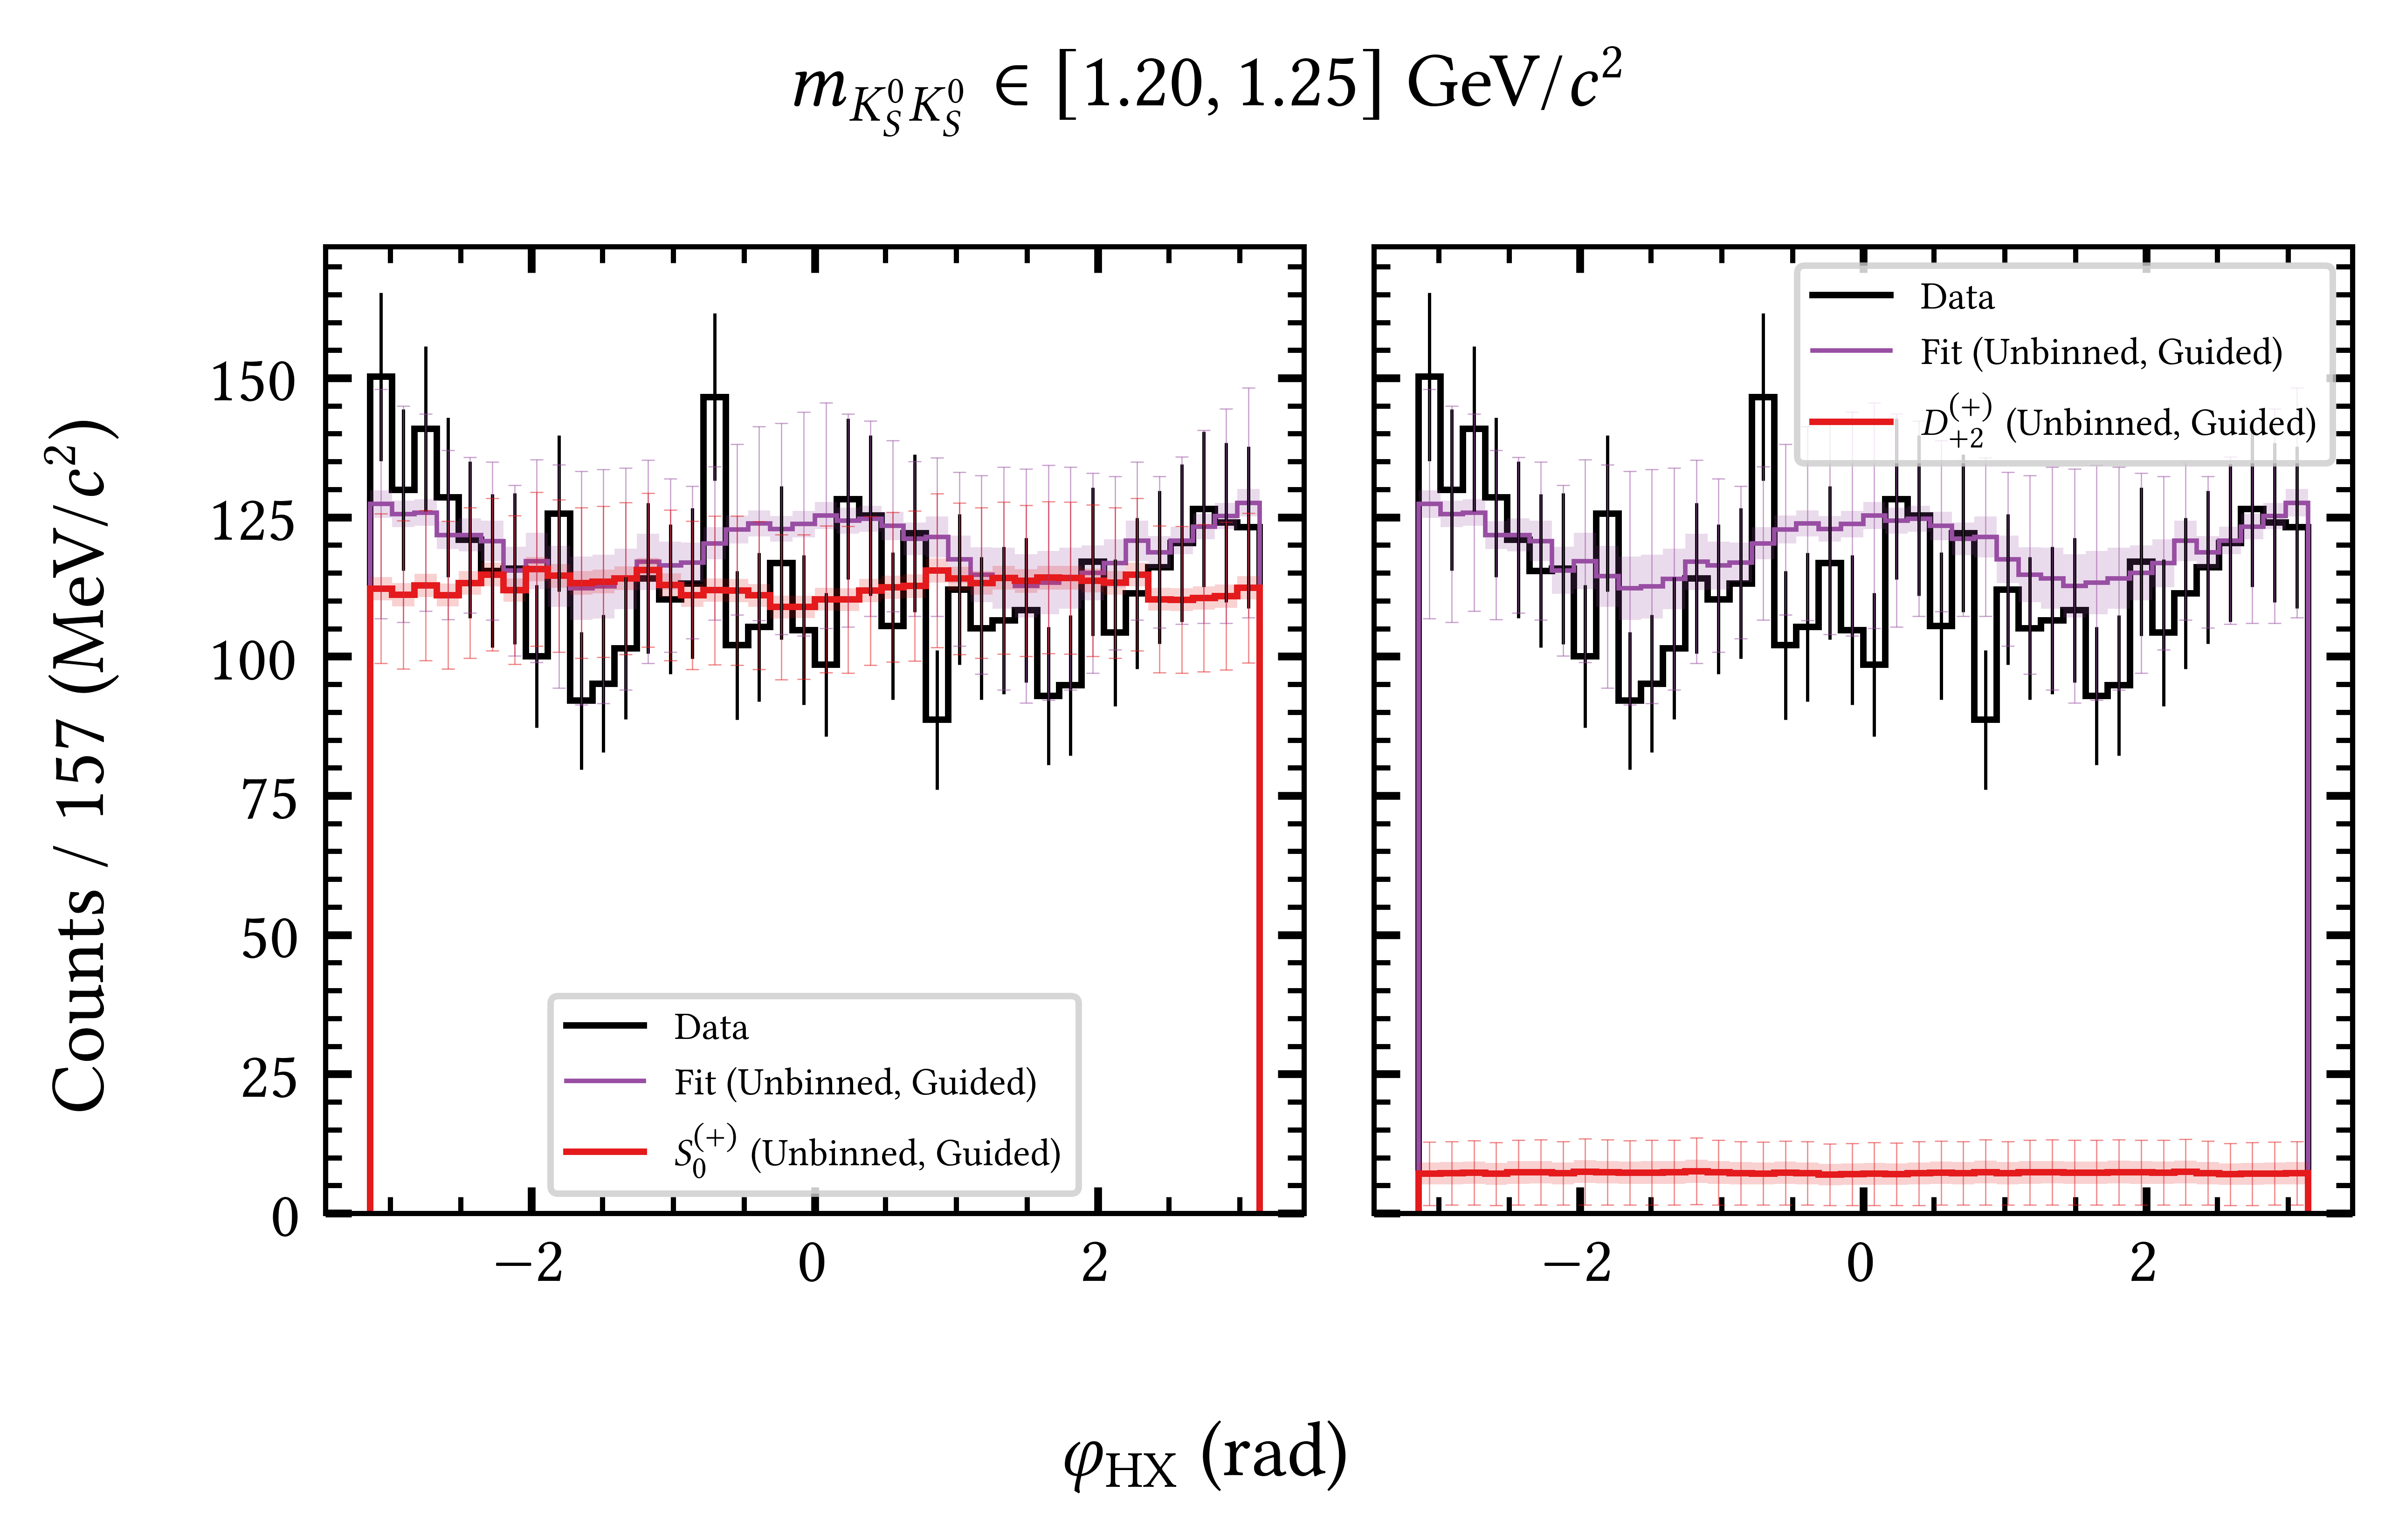 m_{K_S^0 K_S^0} ∈ [1.20, 1.25] GeV/c²
Counts / 157 (MeV/c²)
150
125
100
75
50
25
0
Data
Fit (Unbinned, Guided)
S_0^{(+)} (Unbinned, Guided)
−2 0 2
Data
Fit (Unbinned, Guided)
D_{+2}^{(+)} (Unbinned, Guided)
−2 0 2
φ_{HX} (rad)